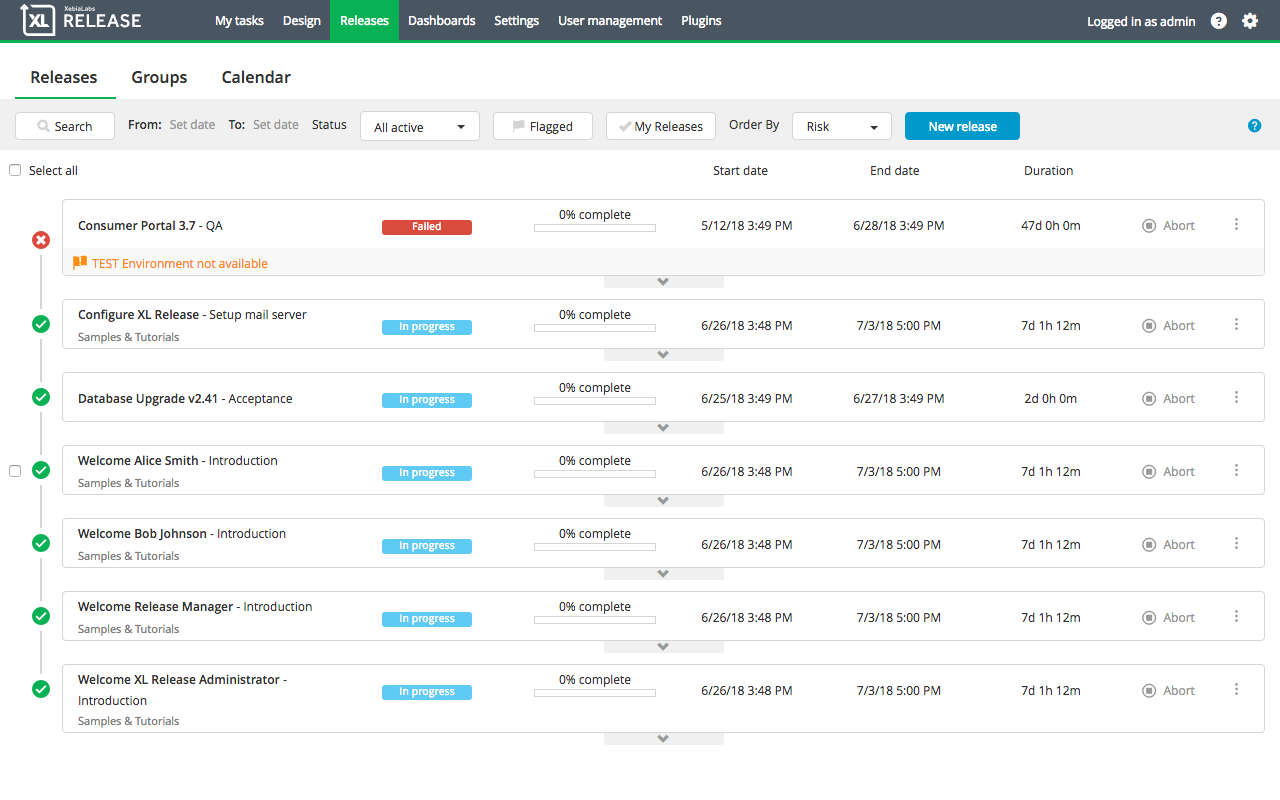 XebiaLabs
XL RELEASE My tasks Design Releases Dashboards Settings User management Plugins Logged in as admin ?
Releases Groups Calendar
Search From: Set date To: Set date Status All active Flagged My Releases Order By Risk New release ?
Select all Start date End date Duration
0% complete
Consumer Portal 3.7 - QA Failed 5/12/18 3:49 PM 6/28/18 3:49 PM 47d 0h 0m Abort
TEST Environment not available
Configure XL Release - Setup mail server 0% complete
In progress 6/26/18 3:48 PM 7/3/18 5:00 PM 7d 1h 12m Abort
Samples & Tutorials
0% complete
Database Upgrade v2.41 - Acceptance In progress 6/25/18 3:49 PM 6/27/18 3:49 PM 2d 0h 0m Abort
Welcome Alice Smith - Introduction 0% complete
In progress 6/26/18 3:48 PM 7/3/18 5:00 PM 7d 1h 12m Abort
Samples & Tutorials
Welcome Bob Johnson - Introduction 0% complete
In progress 6/26/18 3:48 PM 7/3/18 5:00 PM 7d 1h 12m Abort
Samples & Tutorials
Welcome Release Manager - Introduction 0% complete
In progress 6/26/18 3:48 PM 7/3/18 5:00 PM 7d 1h 12m Abort
Samples & Tutorials
Welcome XL Release Administrator - 0% complete
In progress 6/26/18 3:48 PM 7/3/18 5:00 PM 7d 1h 12m Abort
Introduction
Samples & Tutorials